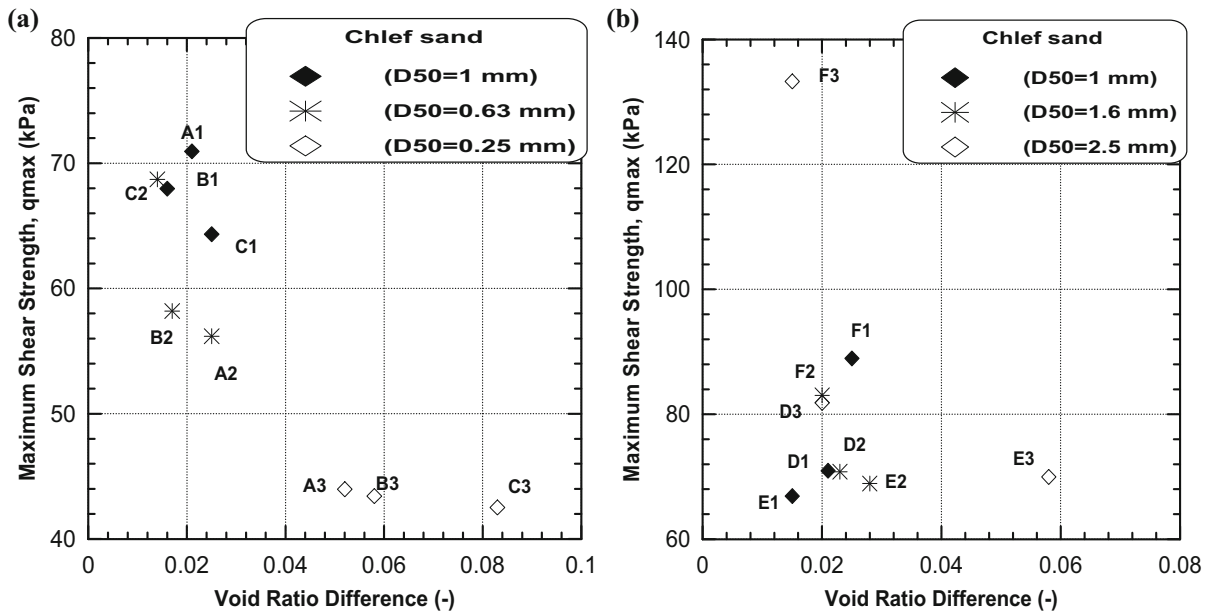 (a)
Maximum Shear Strength, qmax (kPa)
80
70
60
50
40
Chlef sand
(D50=1 mm)
(D50=0.63 mm)
(D50=0.25 mm)
A1
B1
C2
C1
B2
A2
A3
B3
C3
0
0.02
0.04
0.06
0.08
0.1
Void Ratio Difference (-)
(b)
Maximum Shear Strength, qmax (kPa)
140
120
100
80
60
Chlef sand
(D50=1 mm)
(D50=1.6 mm)
(D50=2.5 mm)
F3
F1
F2
D3
D1
D2
E3
E2
E1
0
0.02
0.04
0.06
0.08
Void Ratio Difference (-)